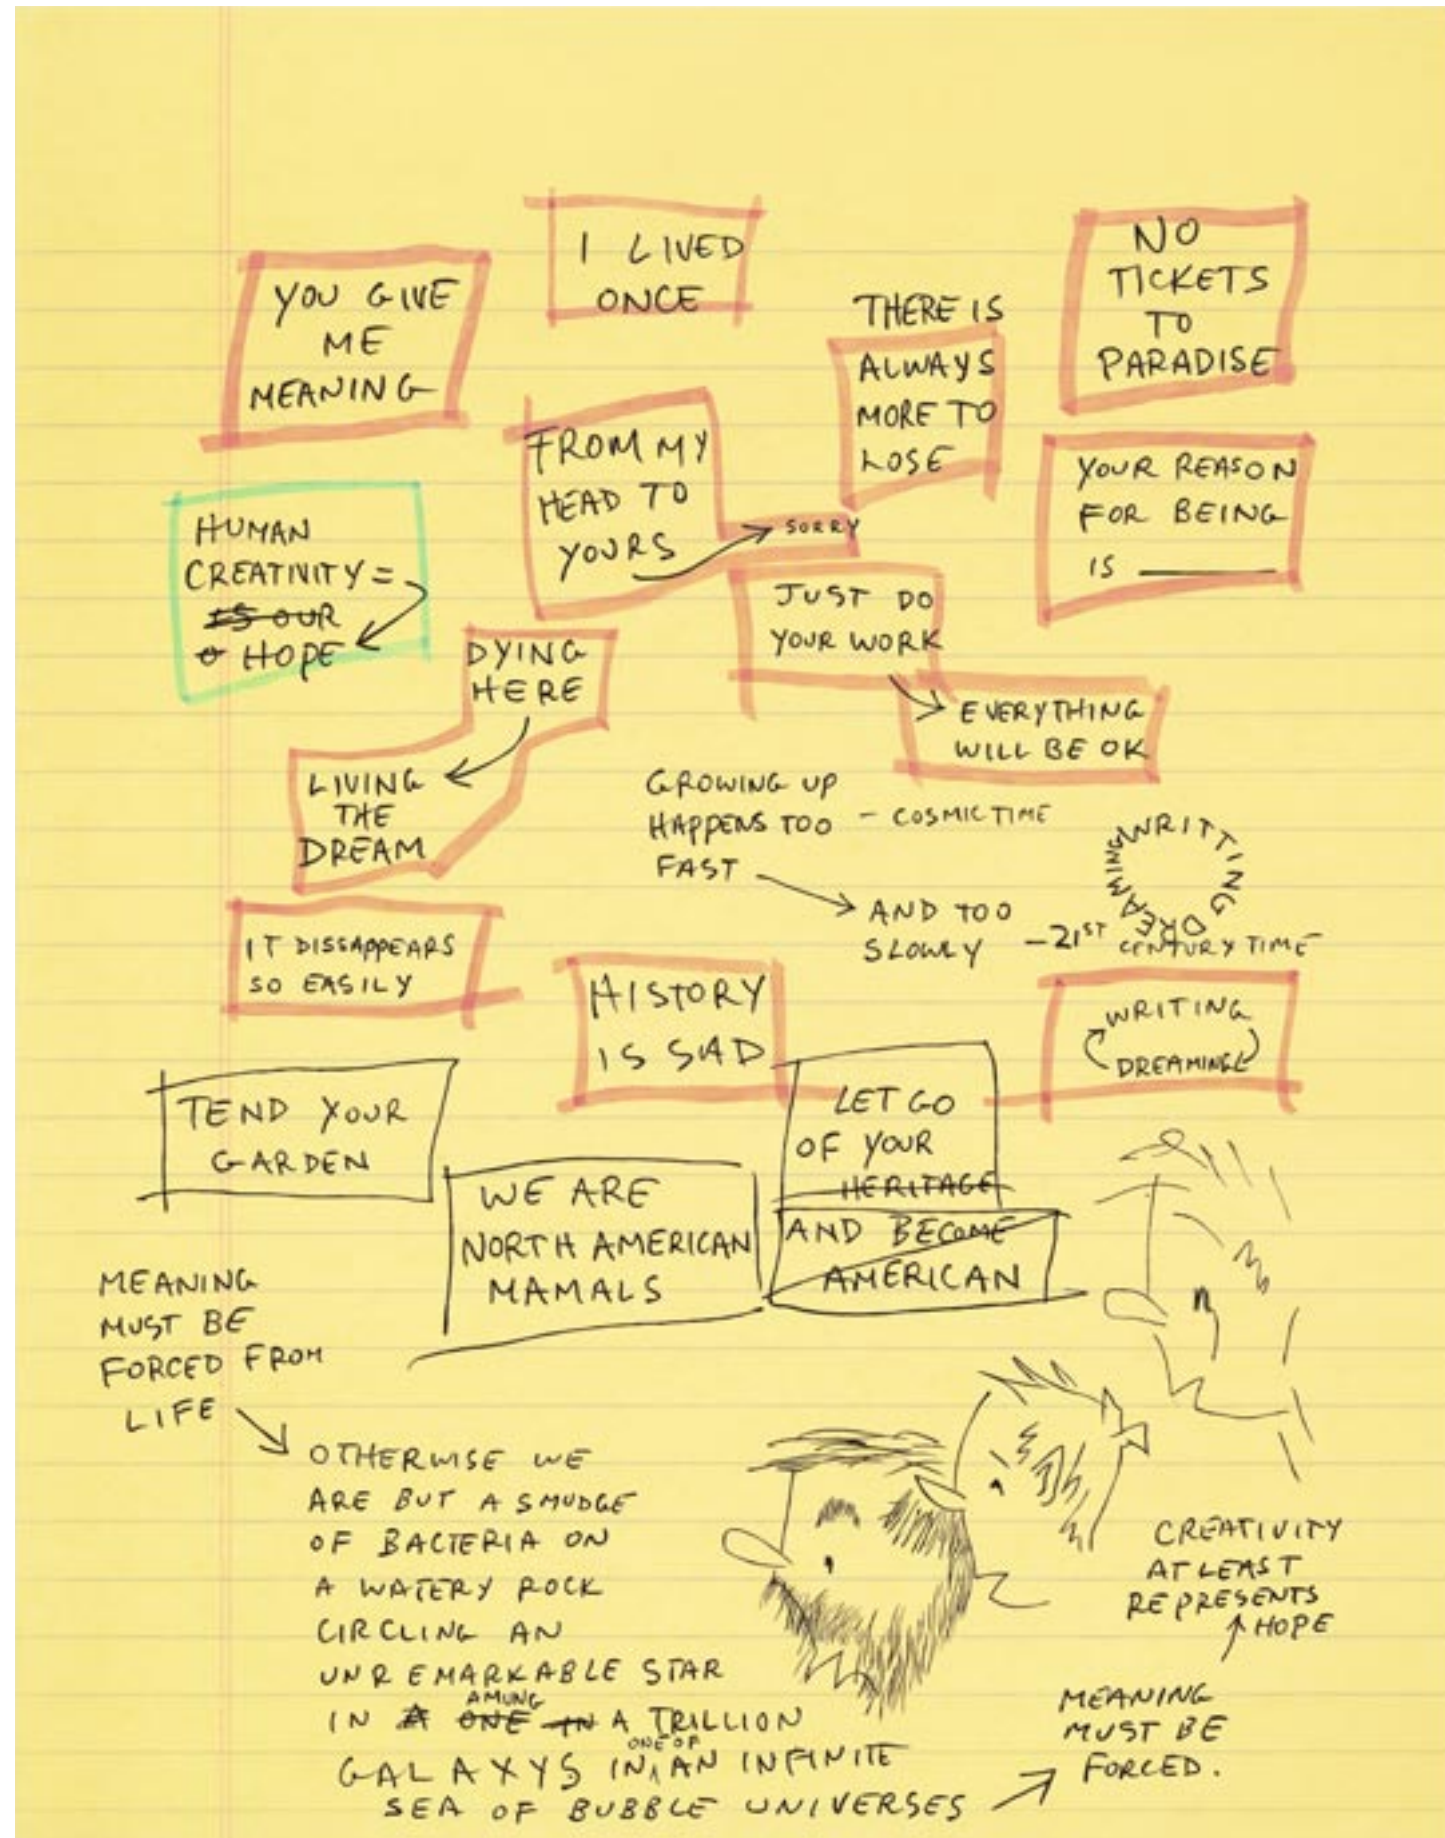 I LIVED
ONCE
NO
TICKETS
TO
PARADISE
YOU GIVE
ME
MEANING
THERE IS
ALWAYS
MORE TO
LOSE
FROM MY
HEAD TO
YOURS
SORRY
YOUR REASON
FOR BEING
IS
HUMAN
CREATIVITY =
IS OUR
HOPE
JUST DO
YOUR WORK
EVERYTHING
WILL BE OK
DYING
HERE
LIVING
THE
DREAM
GROWING UP
HAPPENS TOO
FAST
- COSMIC TIME
AND TOO
SLOWLY
- 21ST CENTURY TIME
WRITTING DREAMING
IT DISSAPPEARS
SO EASILY
HISTORY
IS SAD
WRITING
DREAMING
TEND YOUR
GARDEN
WE ARE
NORTH AMERICAN
MAMALS
LET GO
OF YOUR
HERITAGE
AND BECOME
AMERICAN
MEANING
MUST BE
FORCED FROM
LIFE
OTHERWISE WE
ARE BUT A SMUDGE
OF BACTERIA ON
A WATERY ROCK
CIRCLING AN
UNREMARKABLE STAR
IN A ONE IN AMUNG A TRILLION
GALAXYS IN ONE OF AN INFINITE
SEA OF BUBBLE UNIVERSES
MEANING
MUST BE
FORCED.
CREATIVITY
AT LEAST
REPRESENTS
HOPE